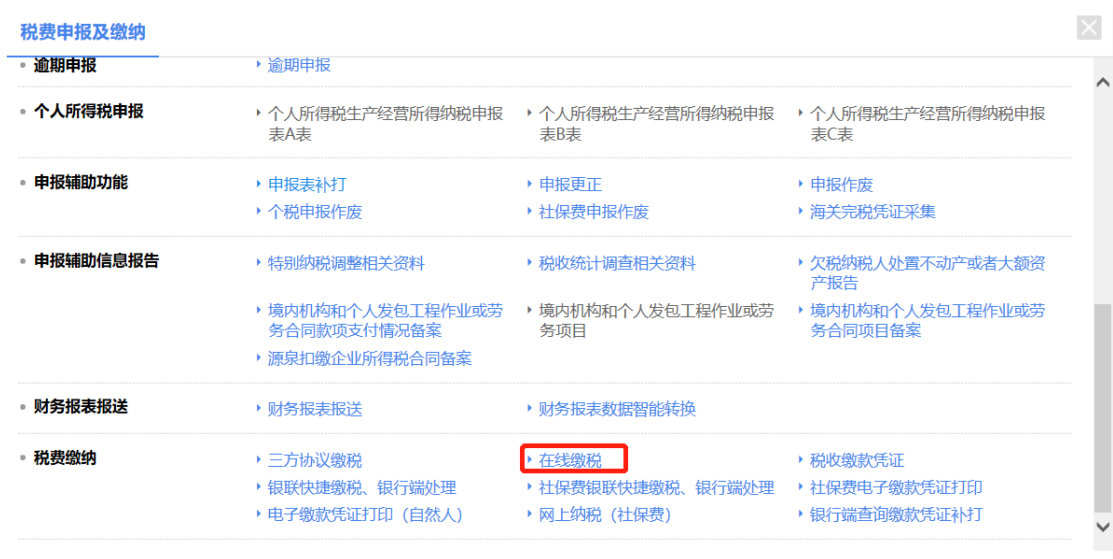 税费申报及缴纳
逾期申报 逾期申报
个人所得税申报 个人所得税生产经营所得纳税申报 个人所得税生产经营所得纳税申报 个人所得税生产经营所得纳税申报
表A表 表B表 表C表
申报辅助功能 申报表补打 申报更正 申报作废
个税申报作废 社保费申报作废 海关完税凭证采集
申报辅助信息报告 特别纳税调整相关资料 税收统计调查相关资料 欠税纳税人处置不动产或者大额资
产报告
境内机构和个人发包工程作业或劳 境内机构和个人发包工程作业或劳 境内机构和个人发包工程作业或劳
务合同款项支付情况备案 务项目 务合同项目备案
源泉扣缴企业所得税合同备案
财务报表报送 财务报表报送 财务报表数据智能转换
税费缴纳 三方协议缴税 在线缴税 税收缴款凭证
银联快捷缴税、银行端处理 社保费银联快捷缴税、银行端处理 社保费电子缴款凭证打印
电子缴款凭证打印（自然人） 网上纳税（社保费） 银行端查询缴款凭证补打